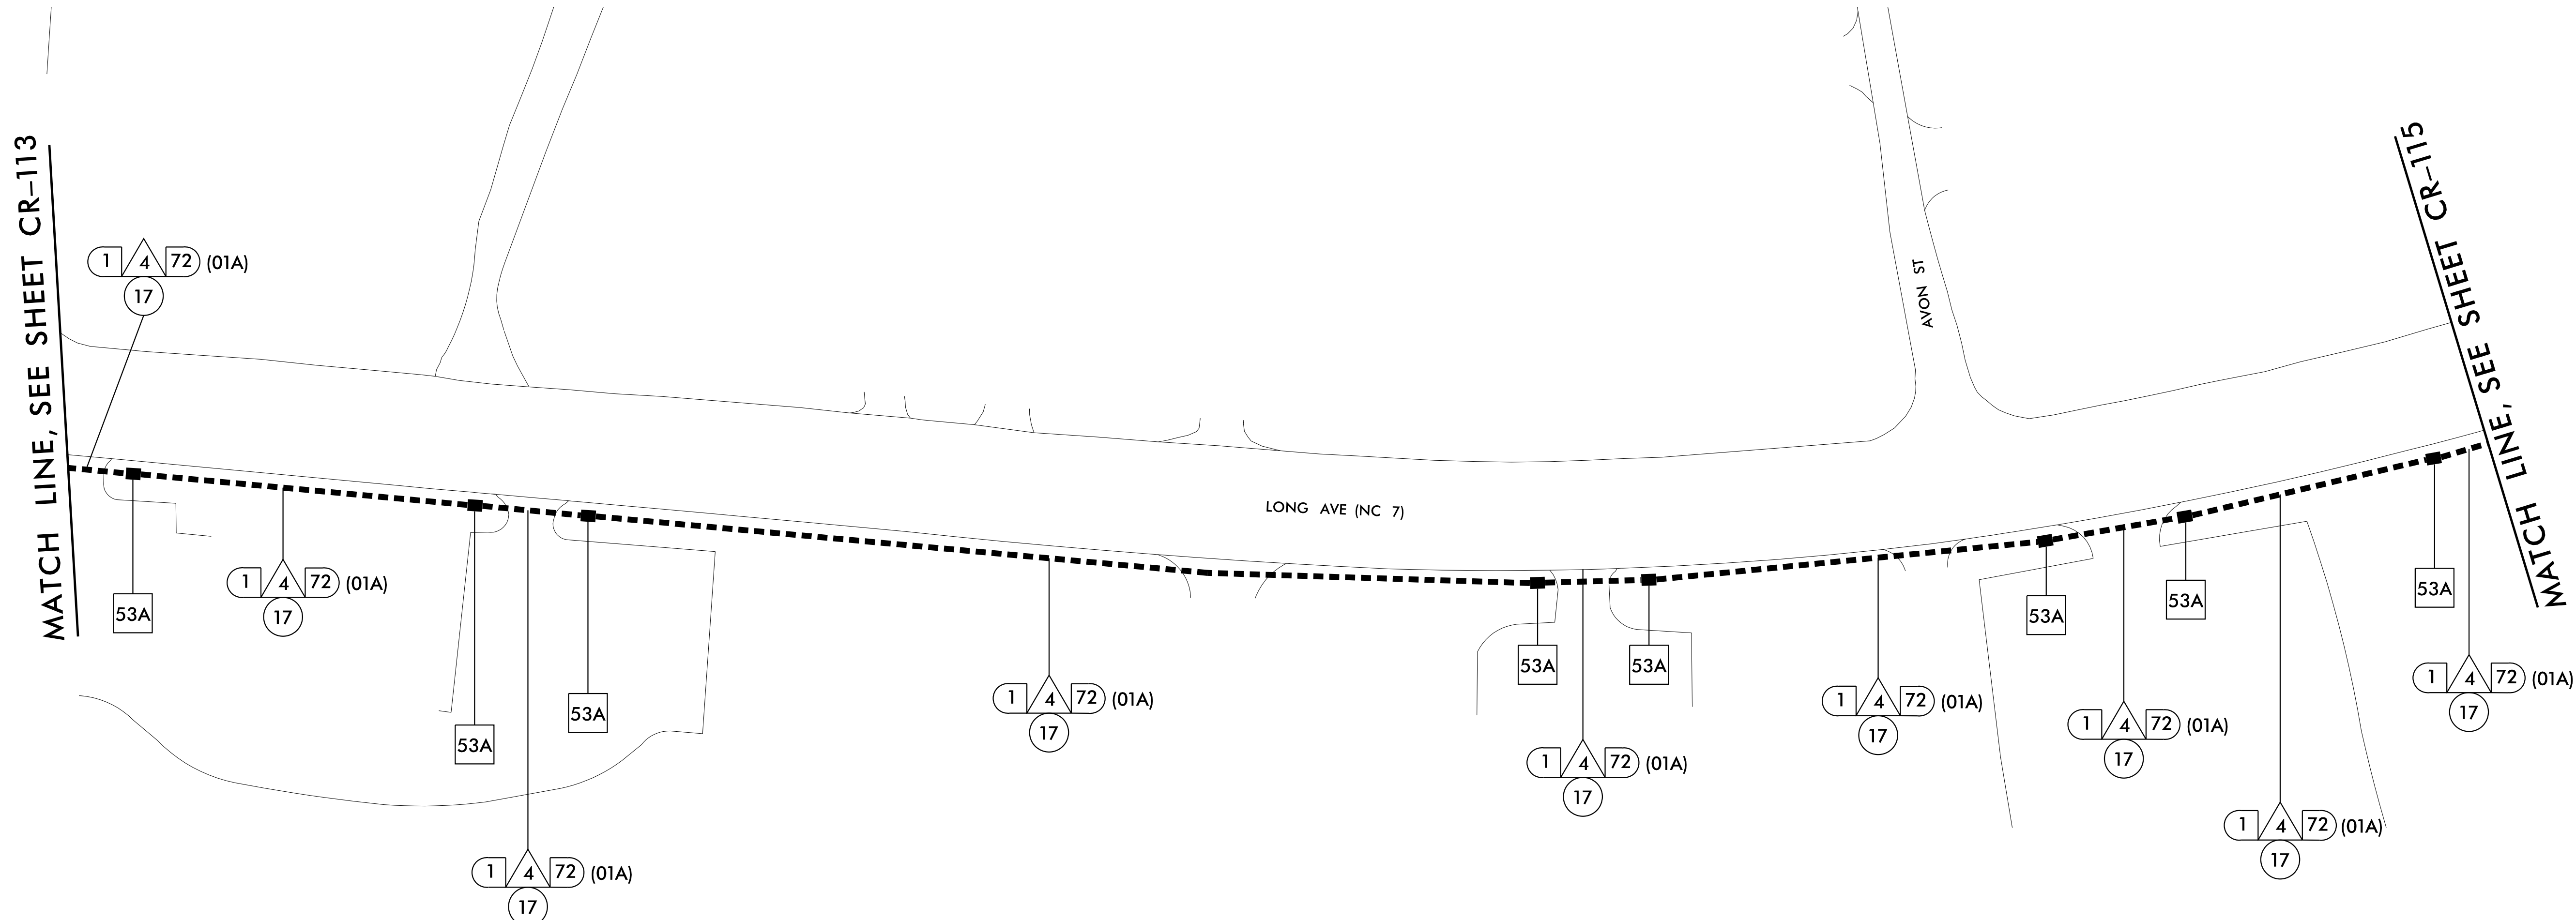 MATCH LINE, SEE SHEET CR-113
1 4 72 (01A)
17
53A
1 4 72 (01A)
17
53A
1 4 72 (01A)
17
53A
1 4 72 (01A)
17
LONG AVE (NC 7)
53A
1 4 72 (01A)
17
53A
1 4 72 (01A)
17
AVON ST
53A
1 4 72 (01A)
17
53A
1 4 72 (01A)
17
53A
1 4 72 (01A)
17
MATCH LINE, SEE SHEET CR-115